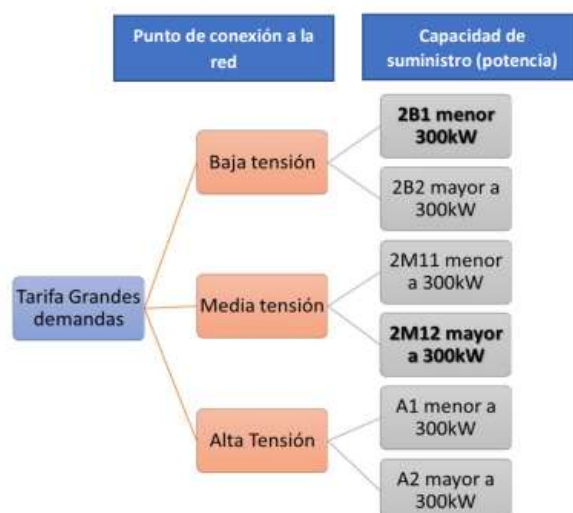 Punto de conexión a la
red
Capacidad de
suministro (potencia)
2B1 menor
300kW
Baja tensión
2B2 mayor a
300kW
2M11 menor
a 300kW
Tarifa Grandes
demandas
Media tensión
2M12 mayor
a 300kW
A1 menor a
300kW
Alta Tensión
A2 mayor a
300kW